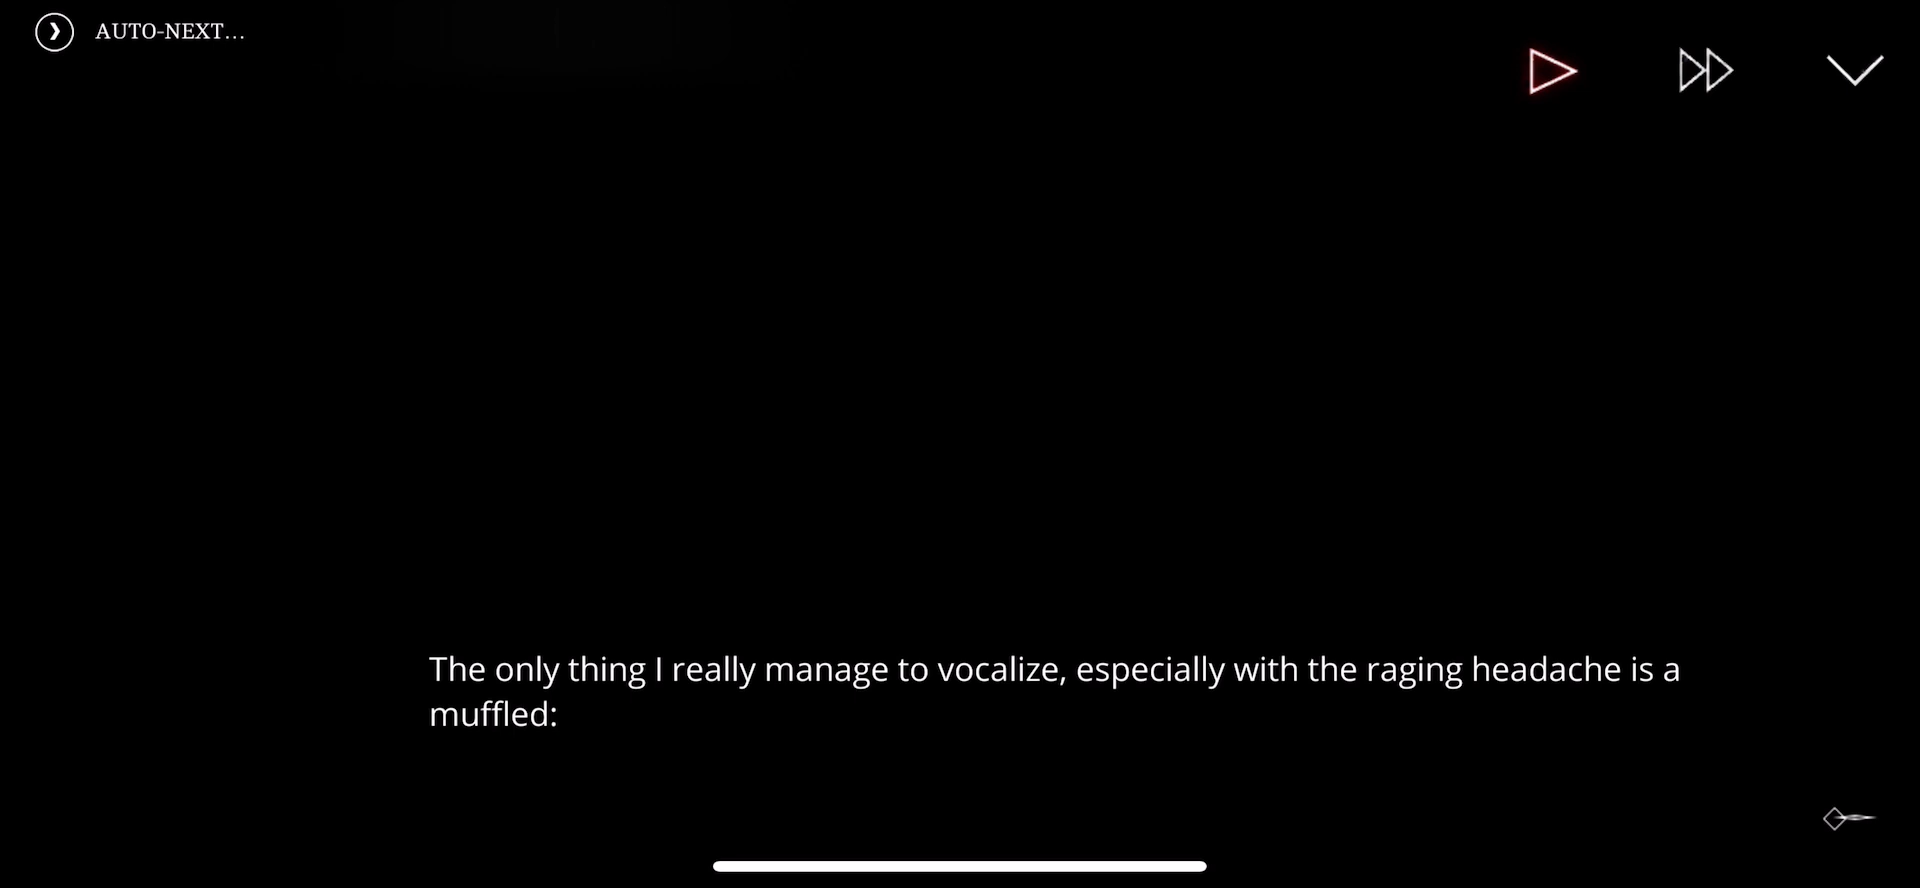 AUTO-NEXT...
The only thing I really manage to vocalize, especially with the raging headache is a
muffled: